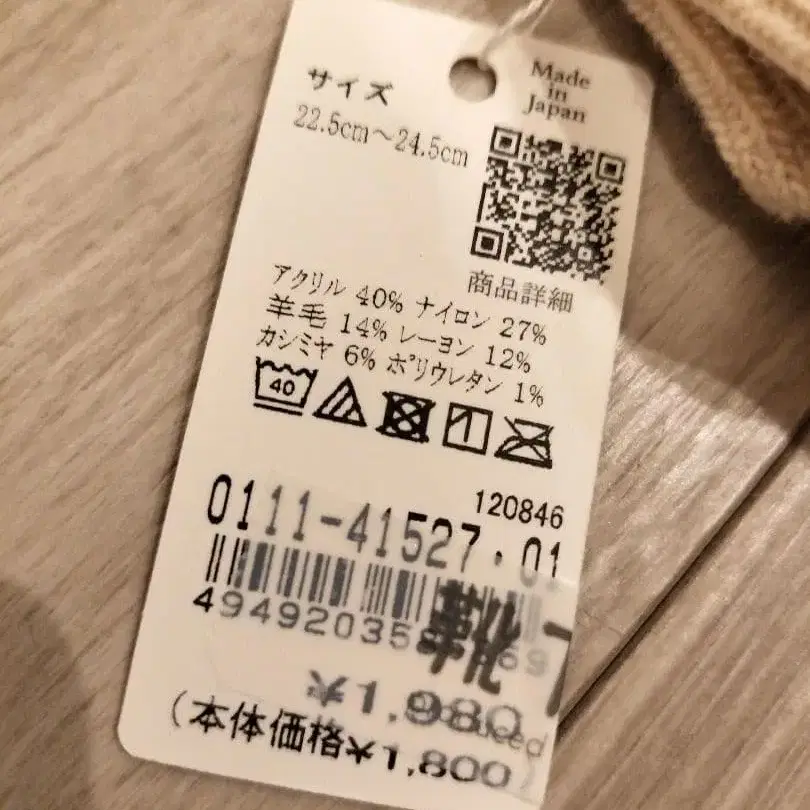 サイズ
22.5cm～24.5cm
Made
in
Japan
商品詳細
アクリル 40% ナイロン 27%
羊毛 14% レーヨン 12%
カシミヤ 6% ポリウレタン 1%
40
120846
0111-41527・01
靴下
¥1,980
(本体価格¥1,800)